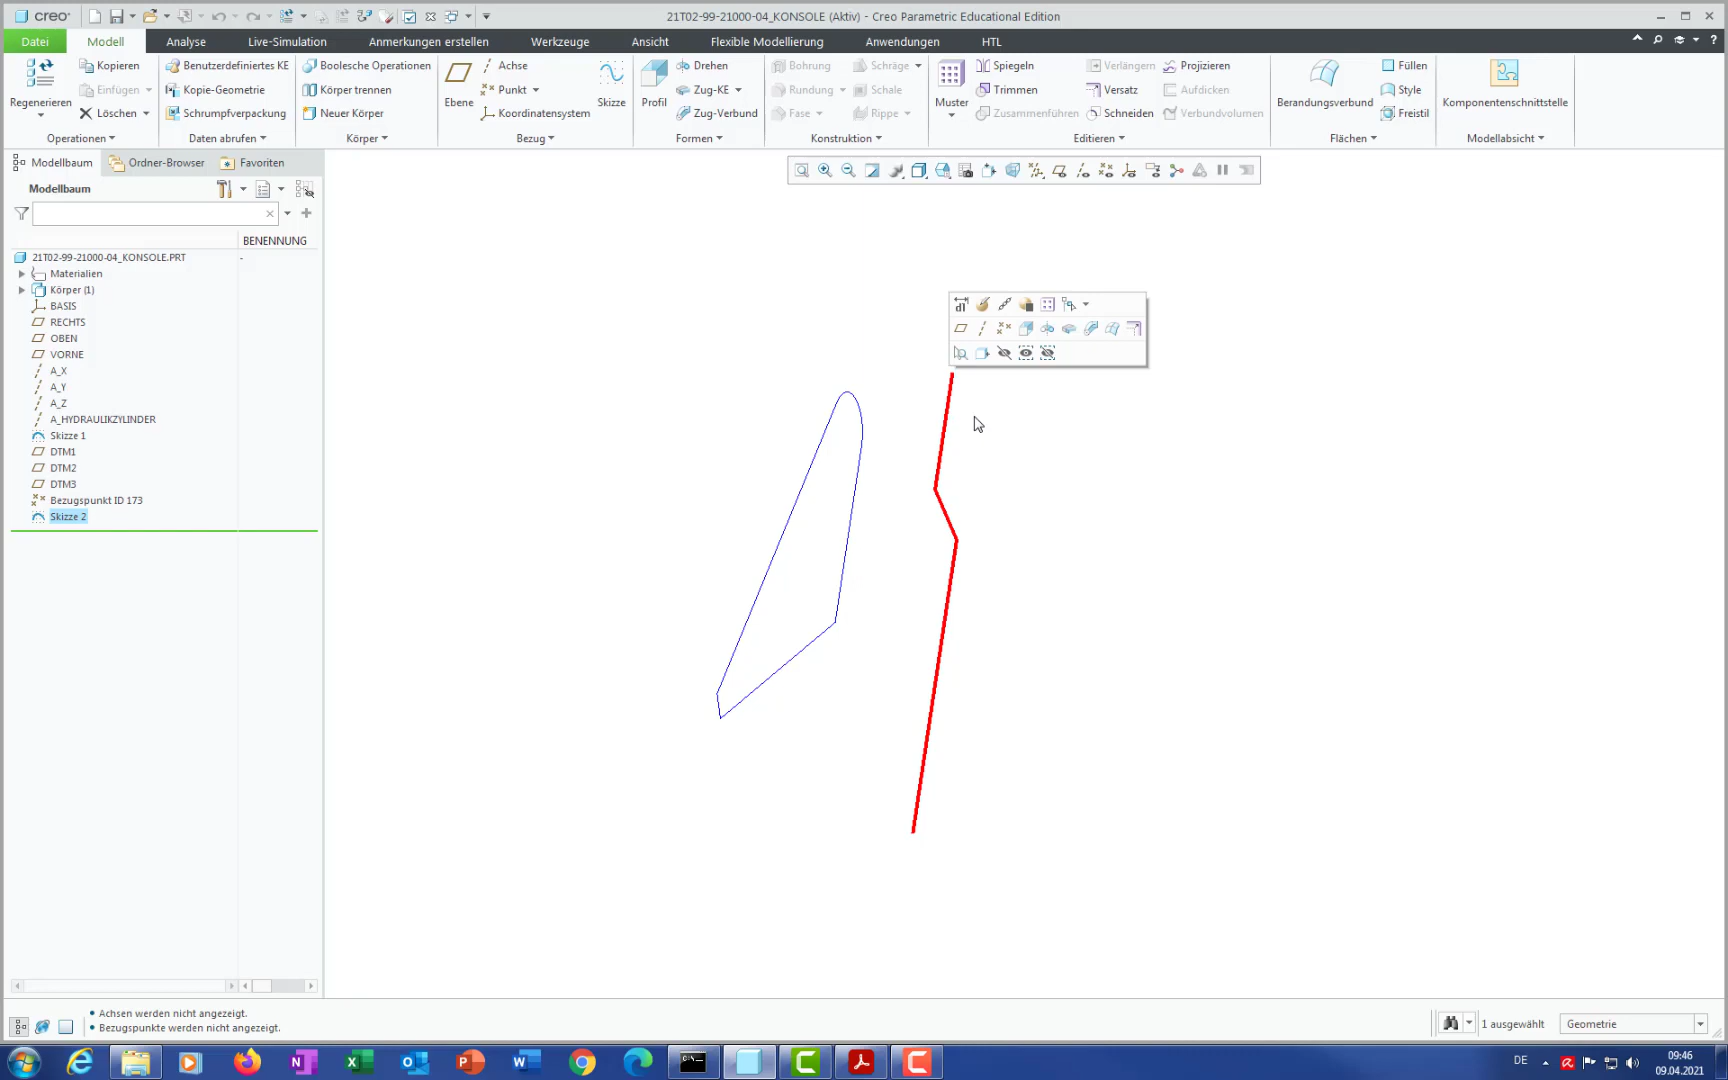 creo
21T02-99-21000-04_KONSOLE (Aktiv) - Creo Parametric Educational Edition
Datei Modell Analyse Live-Simulation Anmerkungen erstellen Werkzeuge Ansicht Flexible Modellierung Anwendungen HTL
Regenerieren
Kopieren
Einfügen
Löschen
Operationen
Benutzerdefiniertes KE
Kopie-Geometrie
Schrumpfverpackung
Daten abrufen
Boolesche Operationen
Körper trennen
Neuer Körper
Körper
Ebene
Achse
Punkt
Koordinatensystem
Skizze
Bezug
Profil
Drehen
Zug-KE
Zug-Verbund
Formen
Bohrung
Rundung
Fase
Schräge
Schale
Rippe
Konstruktion
Muster
Spiegeln
Trimmen
Zusammenführen
Verlängern
Versatz
Schneiden
Projizieren
Aufdicken
Verbundvolumen
Editieren
Berandungsverbund
Füllen
Style
Freistil
Flächen
Komponentenschnittstelle
Modellabsicht
Modellbaum Ordner-Browser Favoriten
Modellbaum
BENENNUNG
21T02-99-21000-04_KONSOLE.PRT -
Materialien
Körper (1)
BASIS
RECHTS
OBEN
VORNE
A_X
A_Y
A_Z
A_HYDRAULIKZYLINDER
Skizze 1
DTM1
DTM2
DTM3
Bezugspunkt ID 173
Skizze 2
Achsen werden nicht angezeigt.
Bezugspunkte werden nicht angezeigt.
1 ausgewählt
Geometrie
DE
09:46
09.04.2021